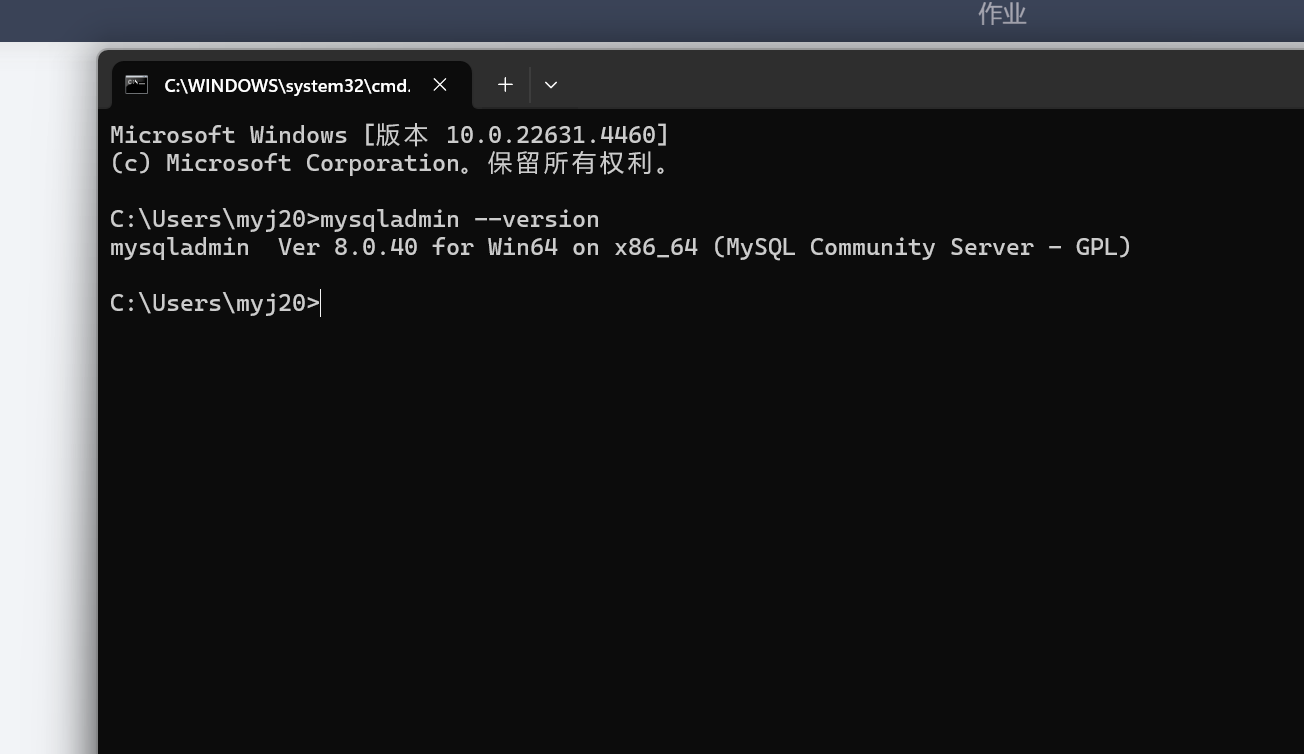 作业
C:\WINDOWS\system32\cmd.
Microsoft Windows [版本 10.0.22631.4460]
(c) Microsoft Corporation。保留所有权利。
C:\Users\myj20>mysqladmin --version
mysqladmin  Ver 8.0.40 for Win64 on x86_64 (MySQL Community Server - GPL)
C:\Users\myj20>